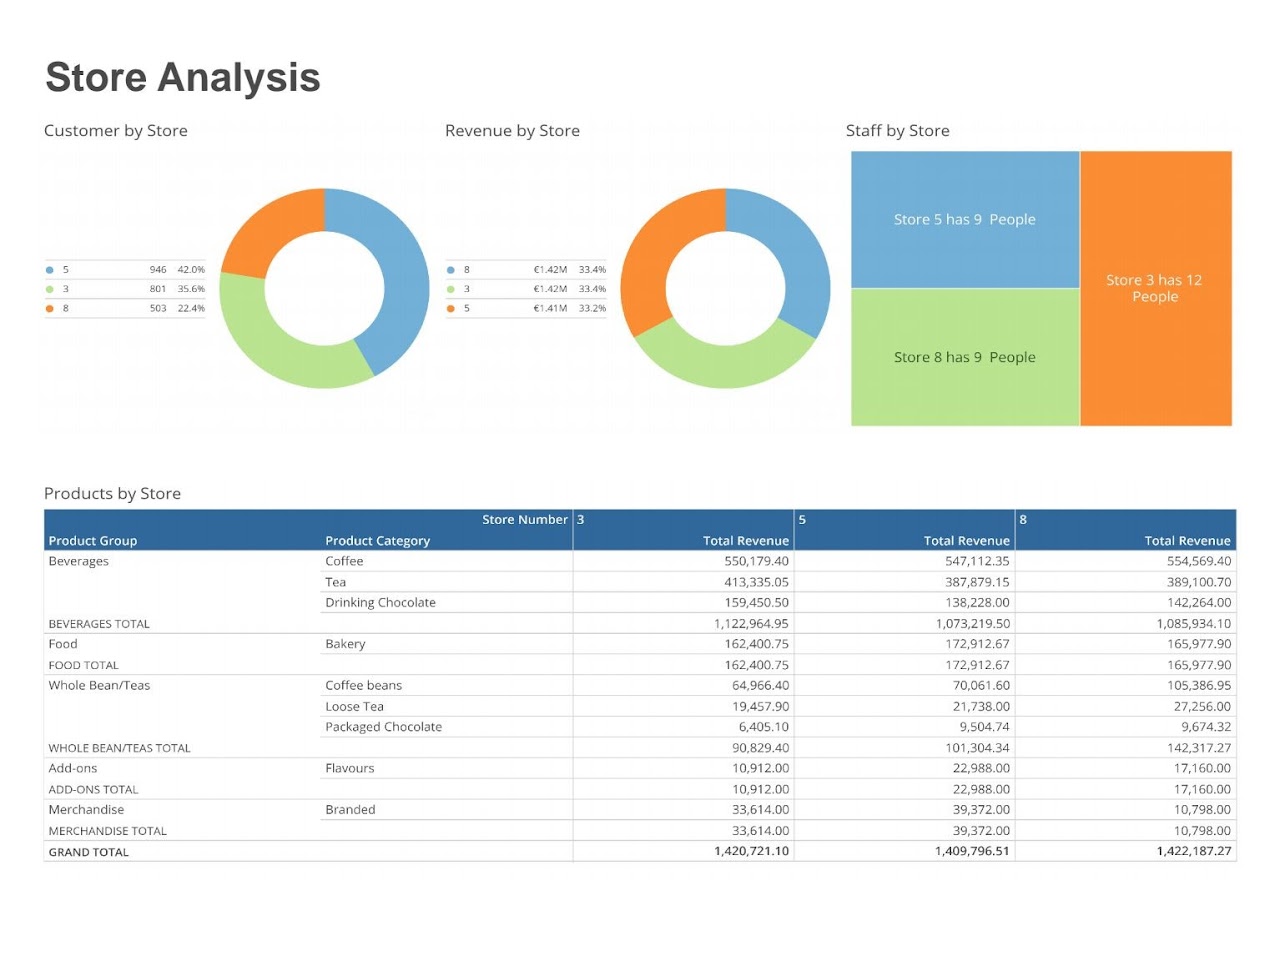 Store Analysis
Customer by Store
5 946 42.0%
3 801 35.6%
8 503 22.4%
Revenue by Store
8 €1.42M 33.4%
3 €1.42M 33.4%
5 €1.41M 33.2%
Staff by Store
Store 5 has 9 People
Store 8 has 9 People
Store 3 has 12
People
Products by Store
Store Number 3 5 8
Product Group Product Category Total Revenue Total Revenue Total Revenue
Beverages Coffee 550,179.40 547,112.35 554,569.40
Tea 413,335.05 387,879.15 389,100.70
Drinking Chocolate 159,450.50 138,228.00 142,264.00
BEVERAGES TOTAL 1,122,964.95 1,073,219.50 1,085,934.10
Food Bakery 162,400.75 172,912.67 165,977.90
FOOD TOTAL 162,400.75 172,912.67 165,977.90
Whole Bean/Teas Coffee beans 64,966.40 70,061.60 105,386.95
Loose Tea 19,457.90 21,738.00 27,256.00
Packaged Chocolate 6,405.10 9,504.74 9,674.32
WHOLE BEAN/TEAS TOTAL 90,829.40 101,304.34 142,317.27
Add-ons Flavours 10,912.00 22,988.00 17,160.00
ADD-ONS TOTAL 10,912.00 22,988.00 17,160.00
Merchandise Branded 33,614.00 39,372.00 10,798.00
MERCHANDISE TOTAL 33,614.00 39,372.00 10,798.00
GRAND TOTAL 1,420,721.10 1,409,796.51 1,422,187.27